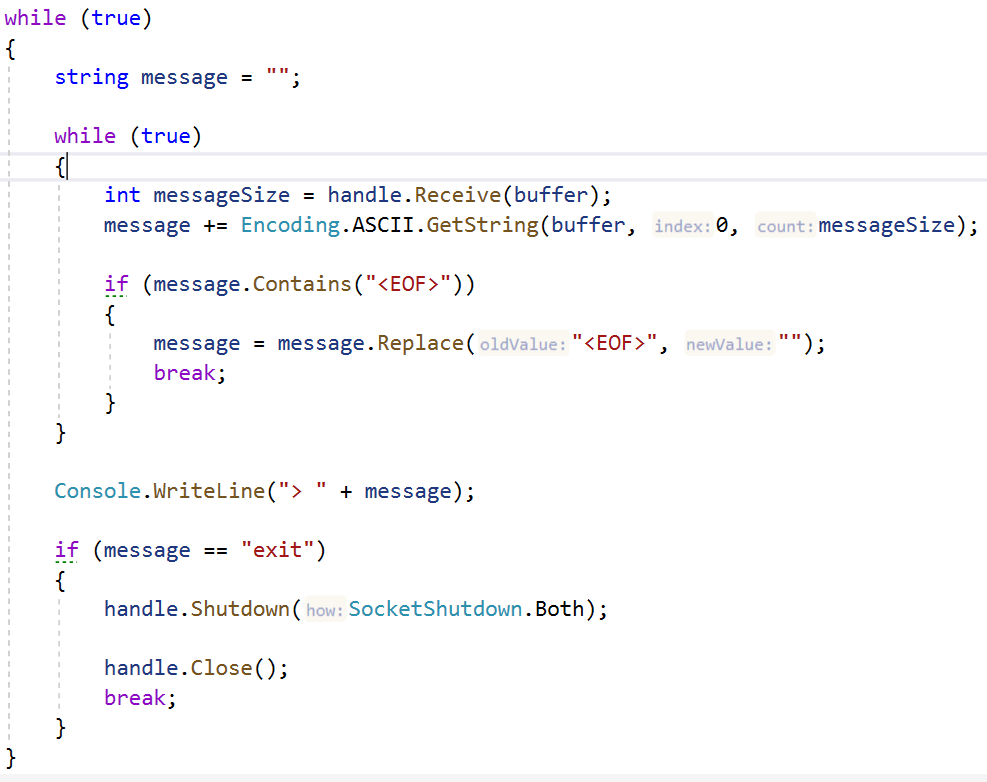 while (true)
{
    string message = "";
    while (true)
    {
        int messageSize = handle.Receive(buffer);
        message += Encoding.ASCII.GetString(buffer, index: 0, count: messageSize);
        if (message.Contains("<EOF>"))
        {
            message = message.Replace(oldValue: "<EOF>", newValue: "");
            break;
        }
    }
    Console.WriteLine("> " + message);
    if (message == "exit")
    {
        handle.Shutdown(how: SocketShutdown.Both);
        handle.Close();
        break;
    }
}